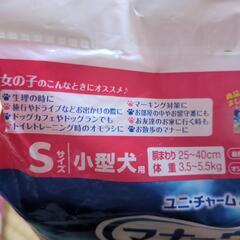 女の子のこんなときにオススメ♪
生理の時に
旅行やドライブなどお出かけの際に
ドッグカフェやドッグランでも
トイトレーニング時のオモラシに
マーキング対策に
お部屋の中やお留守番にも
お友達のお家に行く時も
お散歩のマナーに
Sサイズ 小型犬用
胴まわり 25~40cm
体重 3.5~5.5kg
ユニ・チャーム
マナー